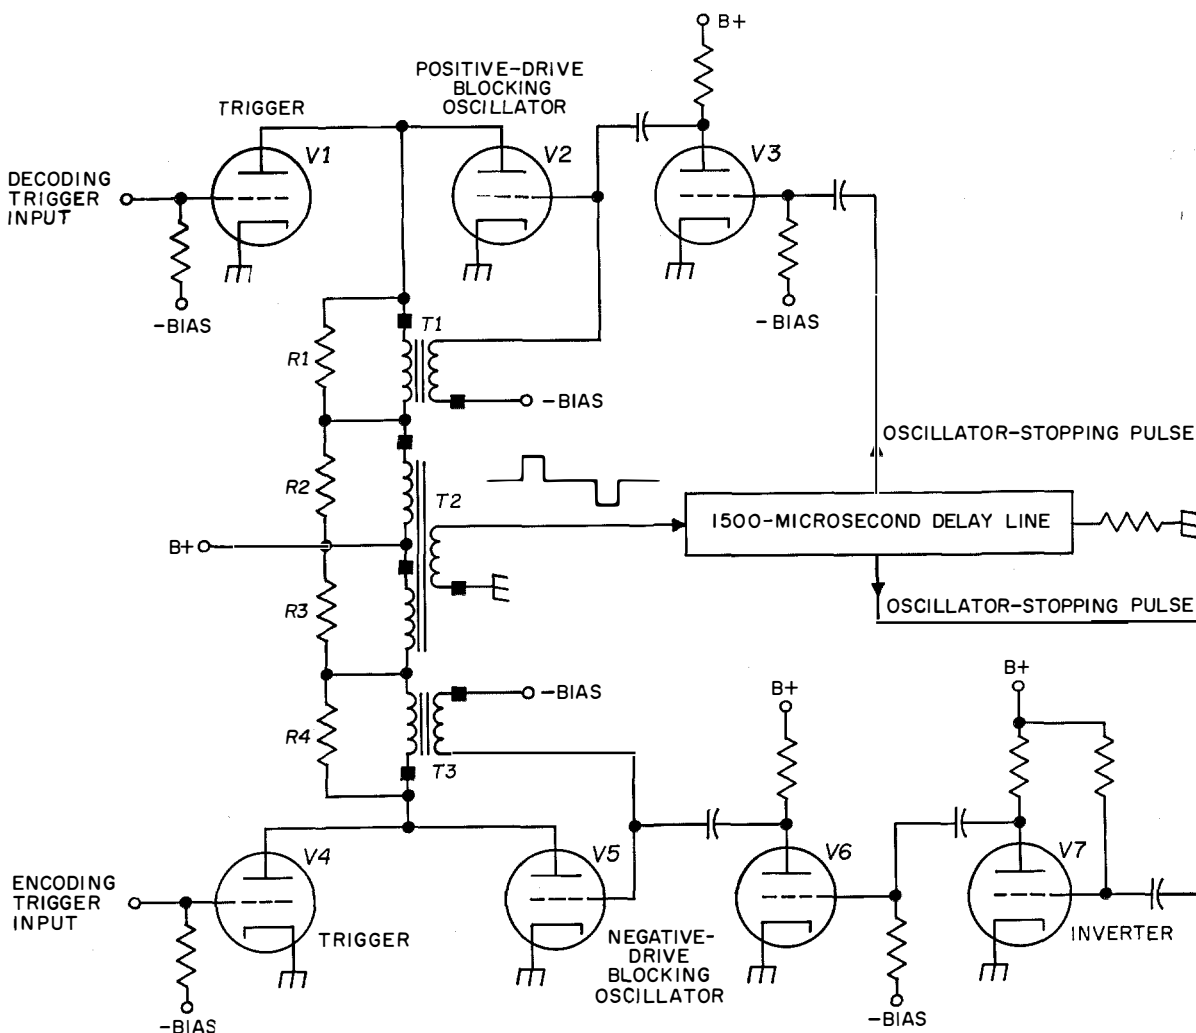 B+
POSITIVE-DRIVE
BLOCKING
OSCILLATOR
TRIGGER
V1
V2
V3
DECODING
TRIGGER
INPUT
-BIAS
-BIAS
T1
R1
-BIAS
OSCILLATOR-STOPPING PULSE
R2
T2
1500-MICROSECOND DELAY LINE
B+
R3
OSCILLATOR-STOPPING PULSE
-BIAS
B+
B+
R4
T3
V4
V5
V6
V7
ENCODING
TRIGGER
INPUT
TRIGGER
NEGATIVE-
DRIVE
BLOCKING
OSCILLATOR
INVERTER
-BIAS
-BIAS